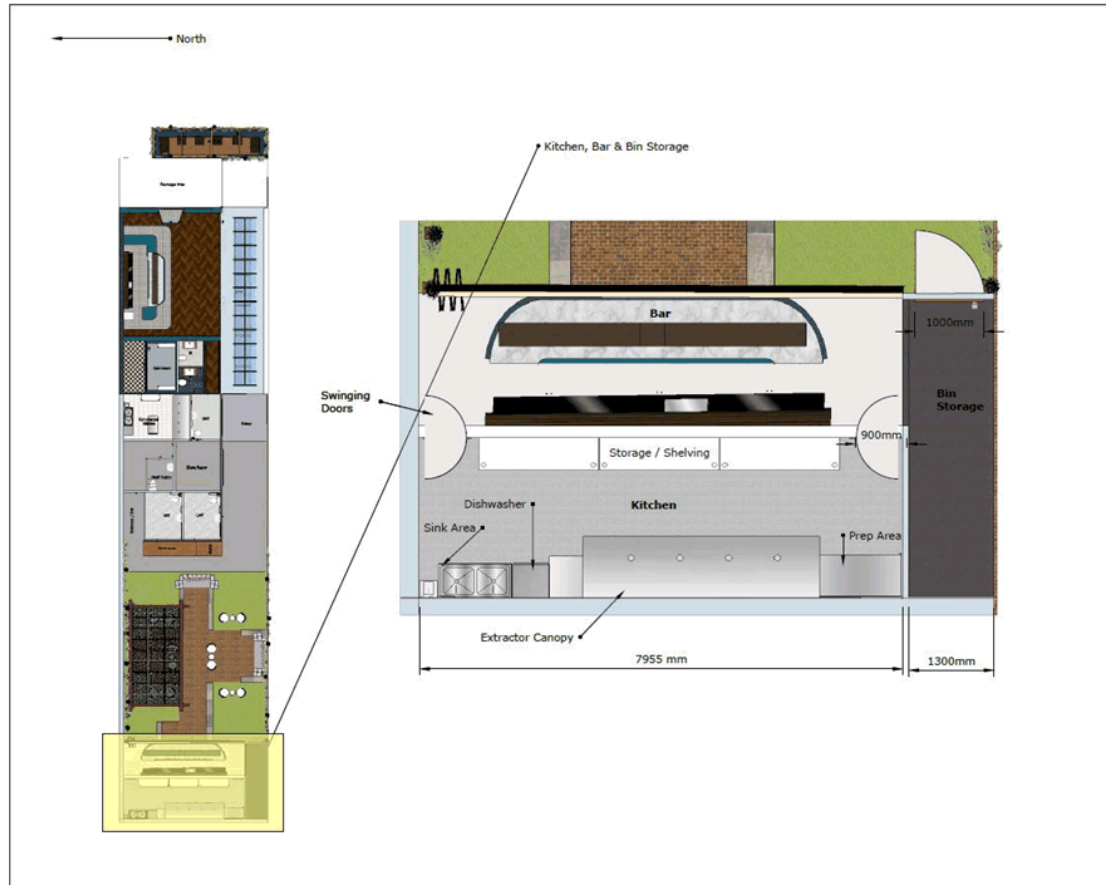 North
Kitchen, Bar & Bin Storage
Bar
1000mm
Bin
Storage
Swinging
Doors
900mm
Storage / Shelving
Dishwasher
Kitchen
Sink Area
Prep Area
Extractor Canopy
7955 mm
1300mm